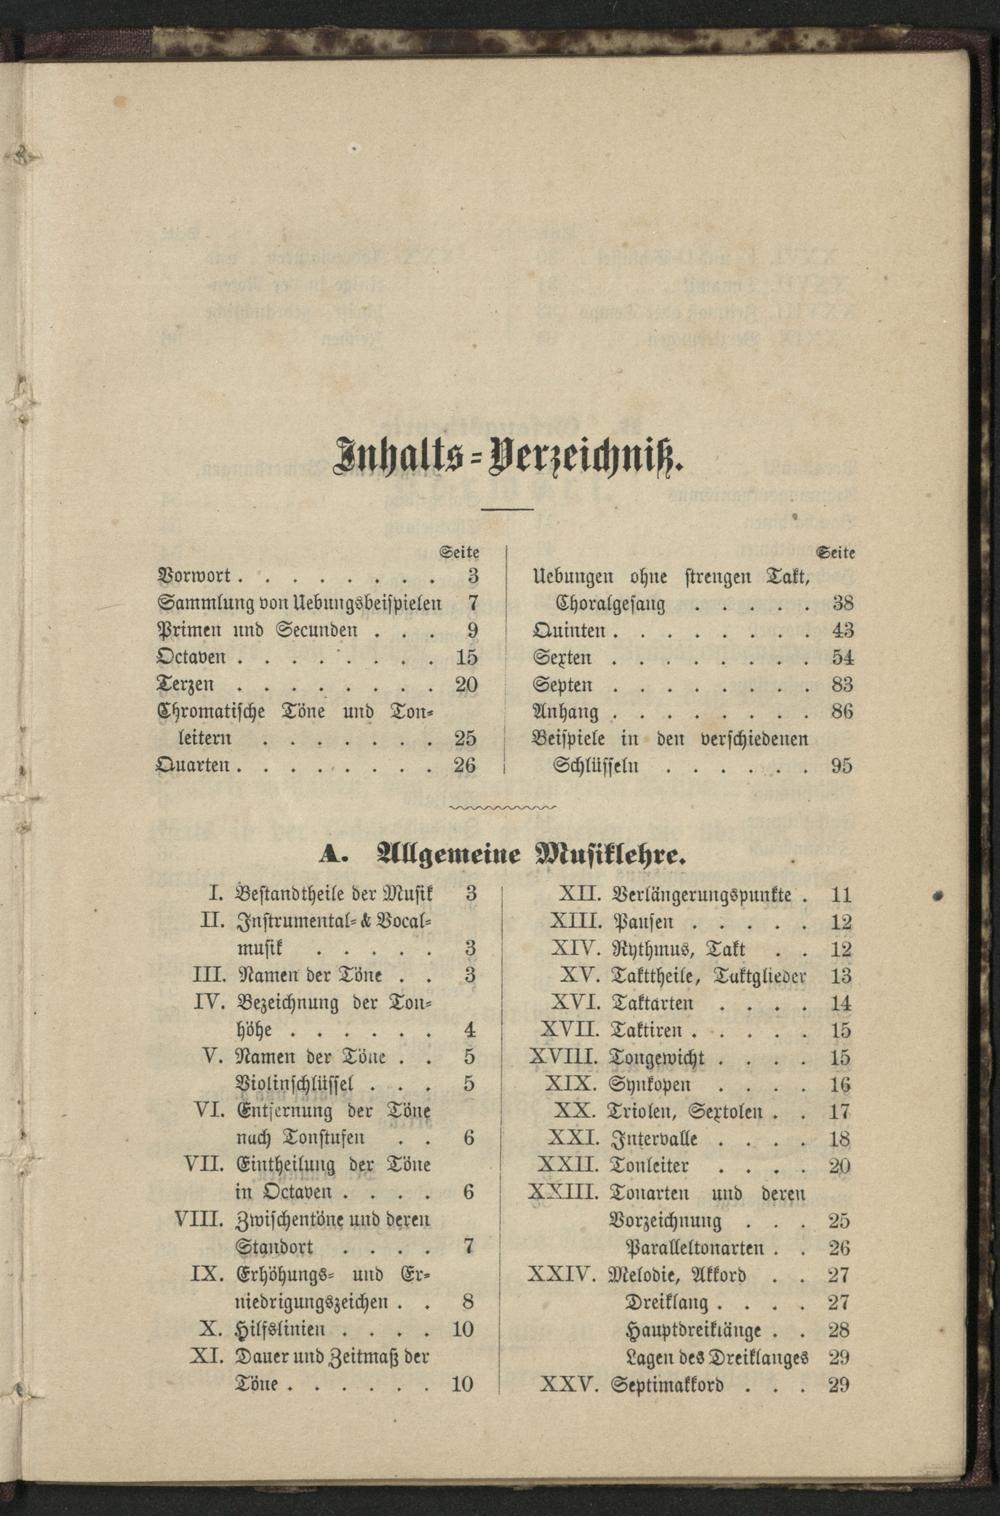 Inhalts=Verzeichniß.
Seite
Vorwort . . . . . . . . 3
Sammlung von Uebungsbeispielen 7
Primen und Secunden . . . 9
Octaven . . . . . . . . 15
Terzen . . . . . . . . 20
Chromatische Töne und Ton=
leitern . . . . . . . 25
Quarten . . . . . . . . 26
Seite
Uebungen ohne strengen Takt,
Choralgesang . . . . . 38
Quinten . . . . . . . . 43
Sexten . . . . . . . . 54
Septen . . . . . . . . 83
Anhang . . . . . . . . 86
Beispiele in den verschiedenen
Schlüsseln . . . . . . 95
A. Allgemeine Musiklehre.
I. Bestandtheile der Musik 3
II. Instrumental= & Vocal=
musik . . . . . 3
III. Namen der Töne . . 3
IV. Bezeichnung der Ton=
höhe . . . . . . 4
V. Namen der Töne . . 5
Violinschlüssel . . . 5
VI. Entfernung der Töne
nach Tonstufen . . 6
VII. Eintheilung der Töne
in Octaven . . . . 6
VIII. Zwischentöne und deren
Standort . . . . 7
IX. Erhöhungs= und Er=
niedrigungszeichen . . 8
X. Hilfslinien . . . . 10
XI. Dauer und Zeitmaß der
Töne . . . . . . 10
XII. Verlängerungspunkte . 11
XIII. Pausen . . . . . 12
XIV. Rythmus, Takt . . 12
XV. Takttheile, Taktglieder 13
XVI. Taktarten . . . . 14
XVII. Taktiren . . . . . 15
XVIII. Tongewicht . . . . 15
XIX. Synkopen . . . . 16
XX. Triolen, Sextolen . . 17
XXI. Intervalle . . . . 18
XXII. Tonleiter . . . . 20
XXIII. Tonarten und deren
Vorzeichnung . . . 25
Paralleltonarten . . 26
XXIV. Melodie, Akkord . . 27
Dreiklang . . . . 27
Hauptdreiklänge . . 28
Lagen des Dreiklanges 29
XXV. Septimakkord . . . 29